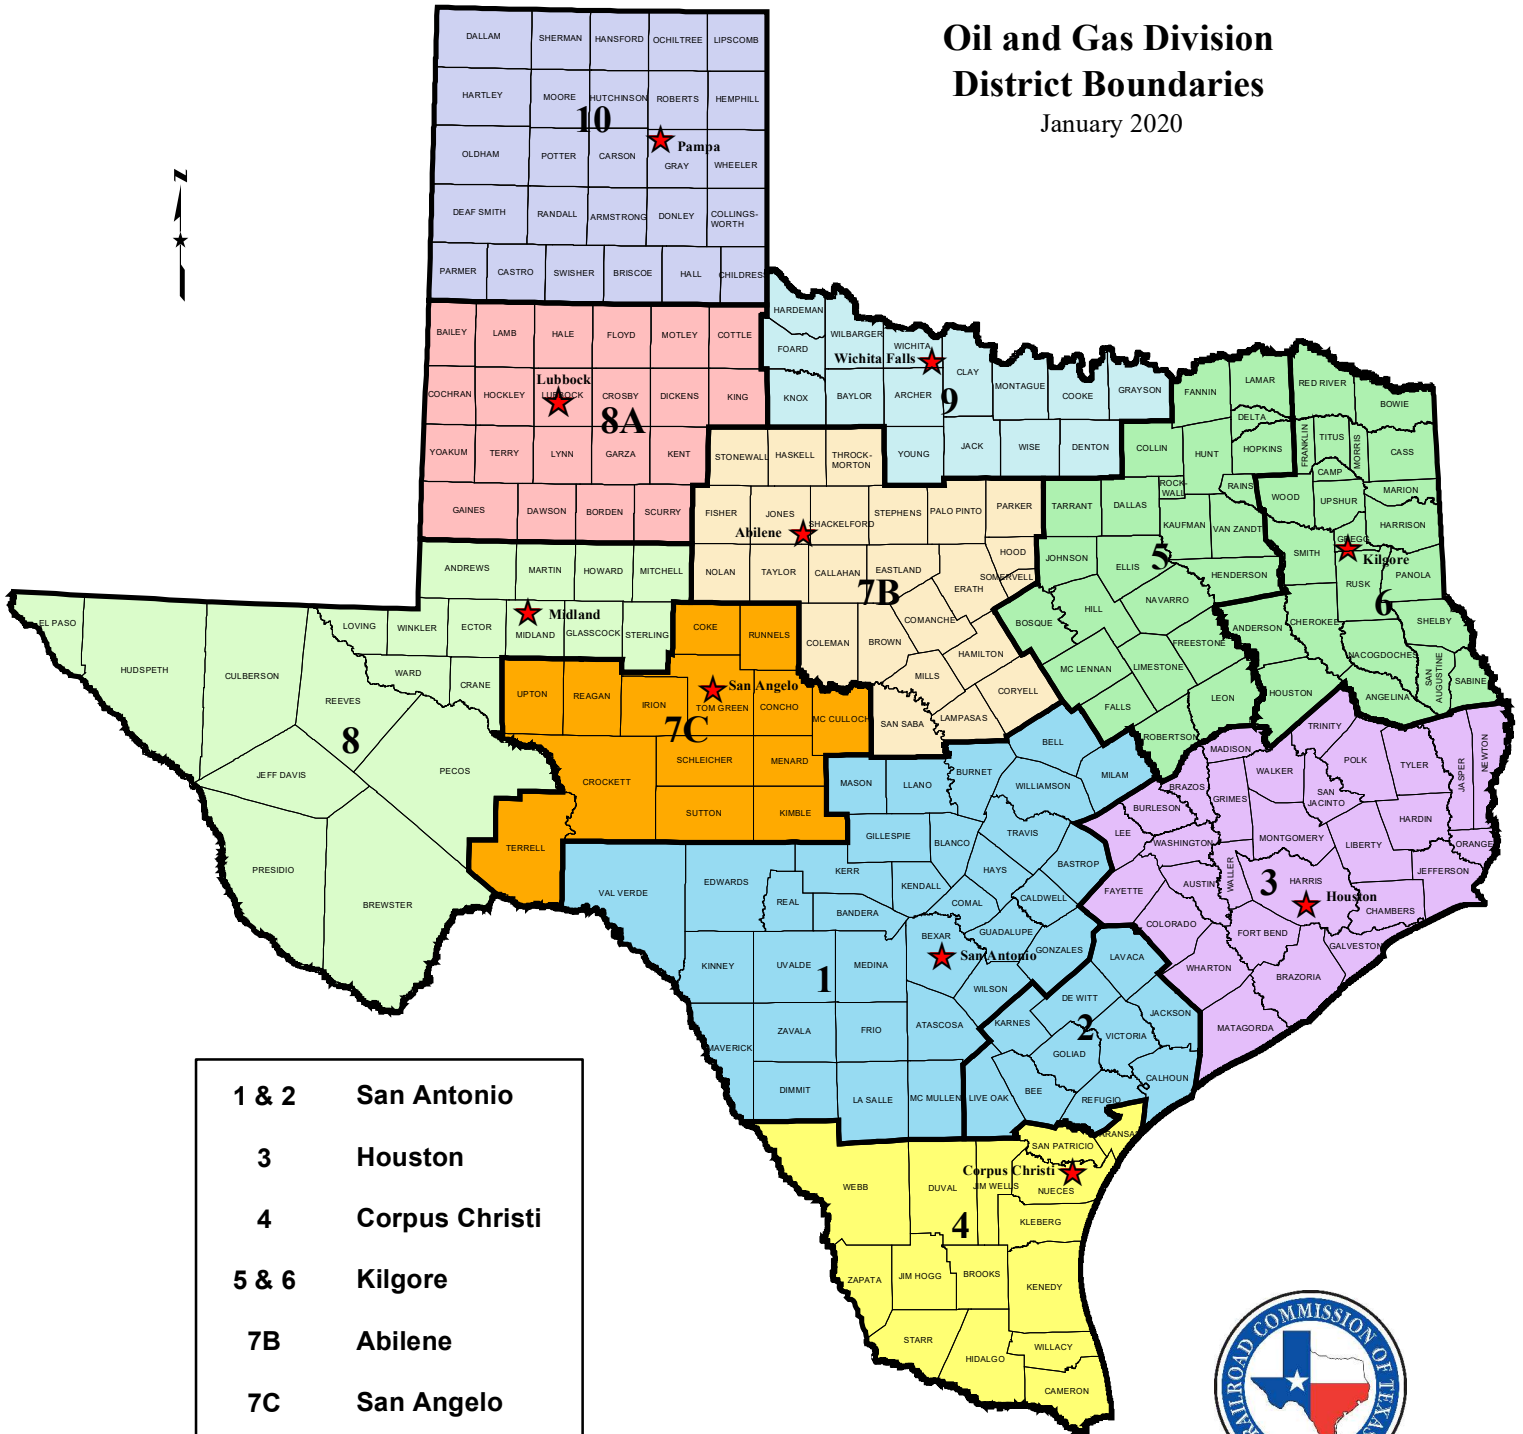 Oil and Gas Division
District Boundaries
January 2020
N
DALLAM SHERMAN HANSFORD OCHILTREE LIPSCOMB
HARTLEY MOORE HUTCHINSON ROBERTS HEMPHILL
10
Pampa
OLDHAM POTTER CARSON GRAY WHEELER
DEAF SMITH RANDALL ARMSTRONG DONLEY COLLINGS-
WORTH
PARMER CASTRO SWISHER BRISCOE HALL CHILDRESS
BAILEY LAMB HALE FLOYD MOTLEY COTTLE
HARDEMAN
FOARD WILBARGER WICHITA
Wichita Falls
CLAY MONTAGUE COOKE GRAYSON
Lubbock
COCHRAN HOCKLEY LUBBOCK CROSBY DICKENS KING
8A
KNOX BAYLOR ARCHER
9
YOAKUM TERRY LYNN GARZA KENT
STONEWALL HASKELL THROCK-
MORTON
YOUNG JACK WISE DENTON
GAINES DAWSON BORDEN SCURRY
FISHER JONES SHACKELFORD STEPHENS PALO PINTO PARKER
Abilene
NOLAN TAYLOR CALLAHAN EASTLAND ERATH HOOD
SOMERVELL
7B
COLEMAN BROWN COMANCHE HAMILTON
MILLS CORYELL
SAN SABA LAMPASAS
FANNIN LAMAR RED RIVER BOWIE
DELTA
COLLIN HUNT HOPKINS FRANKLIN TITUS MORRIS CASS
CAMP
ROCK-
WALL
RAINS WOOD UPSHUR MARION
TARRANT DALLAS KAUFMAN VAN ZANDT SMITH GREGG HARRISON
Kilgore
JOHNSON ELLIS
5
HENDERSON RUSK PANOLA
6
HILL NAVARRO
BOSQUE FREESTONE ANDERSON CHEROKEE SHELBY
NACOGDOCHES
MC LENNAN LIMESTONE
SAN
AUGUSTINE
SABINE
FALLS LEON HOUSTON ANGELINA
ROBERTSON
ANDREWS MARTIN HOWARD MITCHELL
EL PASO LOVING WINKLER ECTOR MIDLAND GLASSCOCK STERLING
Midland
HUDSPETH CULBERSON REEVES WARD CRANE
8
JEFF DAVIS PECOS
PRESIDIO BREWSTER
COKE RUNNELS
UPTON REAGAN IRION TOM GREEN CONCHO
San Angelo
MC CULLOCH
7C
CROCKETT SCHLEICHER MENARD
SUTTON KIMBLE
TERRELL
BELL
MASON LLANO BURNET WILLIAMSON MILAM
GILLESPIE BLANCO TRAVIS
KERR HAYS BASTROP
VAL VERDE EDWARDS REAL KENDALL COMAL CALDWELL
BANDERA
BEXAR GUADALUPE GONZALES
San Antonio
KINNEY UVALDE MEDINA
1
WILSON
MAVERICK ZAVALA FRIO ATASCOSA
DIMMIT LA SALLE MC MULLEN
LAVACA
DE WITT
KARNES
2
JACKSON
VICTORIA
GOLIAD
LIVE OAK BEE REFUGIO CALHOUN
MADISON TRINITY
BRAZOS WALKER POLK TYLER JASPER NEWTON
BURLESON GRIMES SAN
JACINTO
LEE WASHINGTON MONTGOMERY HARDIN
LIBERTY ORANGE
FAYETTE AUSTIN WALLER
3
HARRIS JEFFERSON
Houston
CHAMBERS
COLORADO FORT BEND GALVESTON
WHARTON BRAZORIA
MATAGORDA
SAN PATRICIO ARANSAS
Corpus Christi
WEBB DUVAL JIM WELLS NUECES
4
KLEBERG
ZAPATA JIM HOGG BROOKS KENEDY
STARR HIDALGO WILLACY
CAMERON
1 & 2 San Antonio
3 Houston
4 Corpus Christi
5 & 6 Kilgore
7B Abilene
7C San Angelo
RAILROAD COMMISSION OF TEXAS